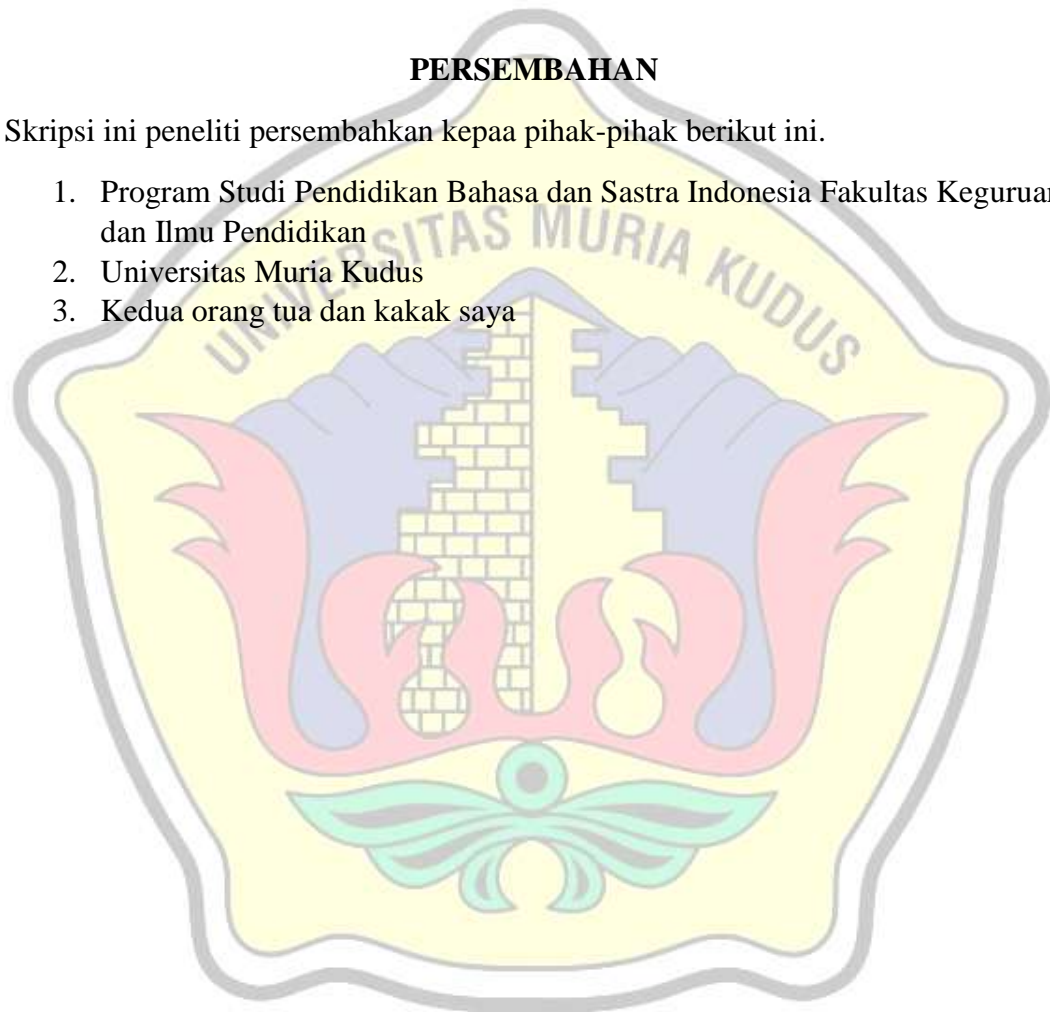 PERSEMBAHAN
Skripsi ini peneliti persembahkan kepaa pihak-pihak berikut ini.
1. Program Studi Pendidikan Bahasa dan Sastra Indonesia Fakultas Keguruan
dan Ilmu Pendidikan
2. Universitas Muria Kudus
3. Kedua orang tua dan kakak saya
UNIVERSITAS MURIA KUDUS